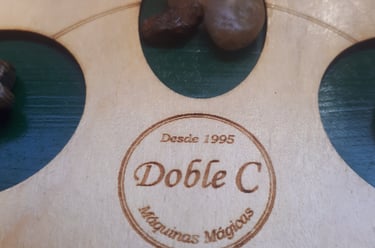 Desde 1995
Doble C
Máquinas Mágicas